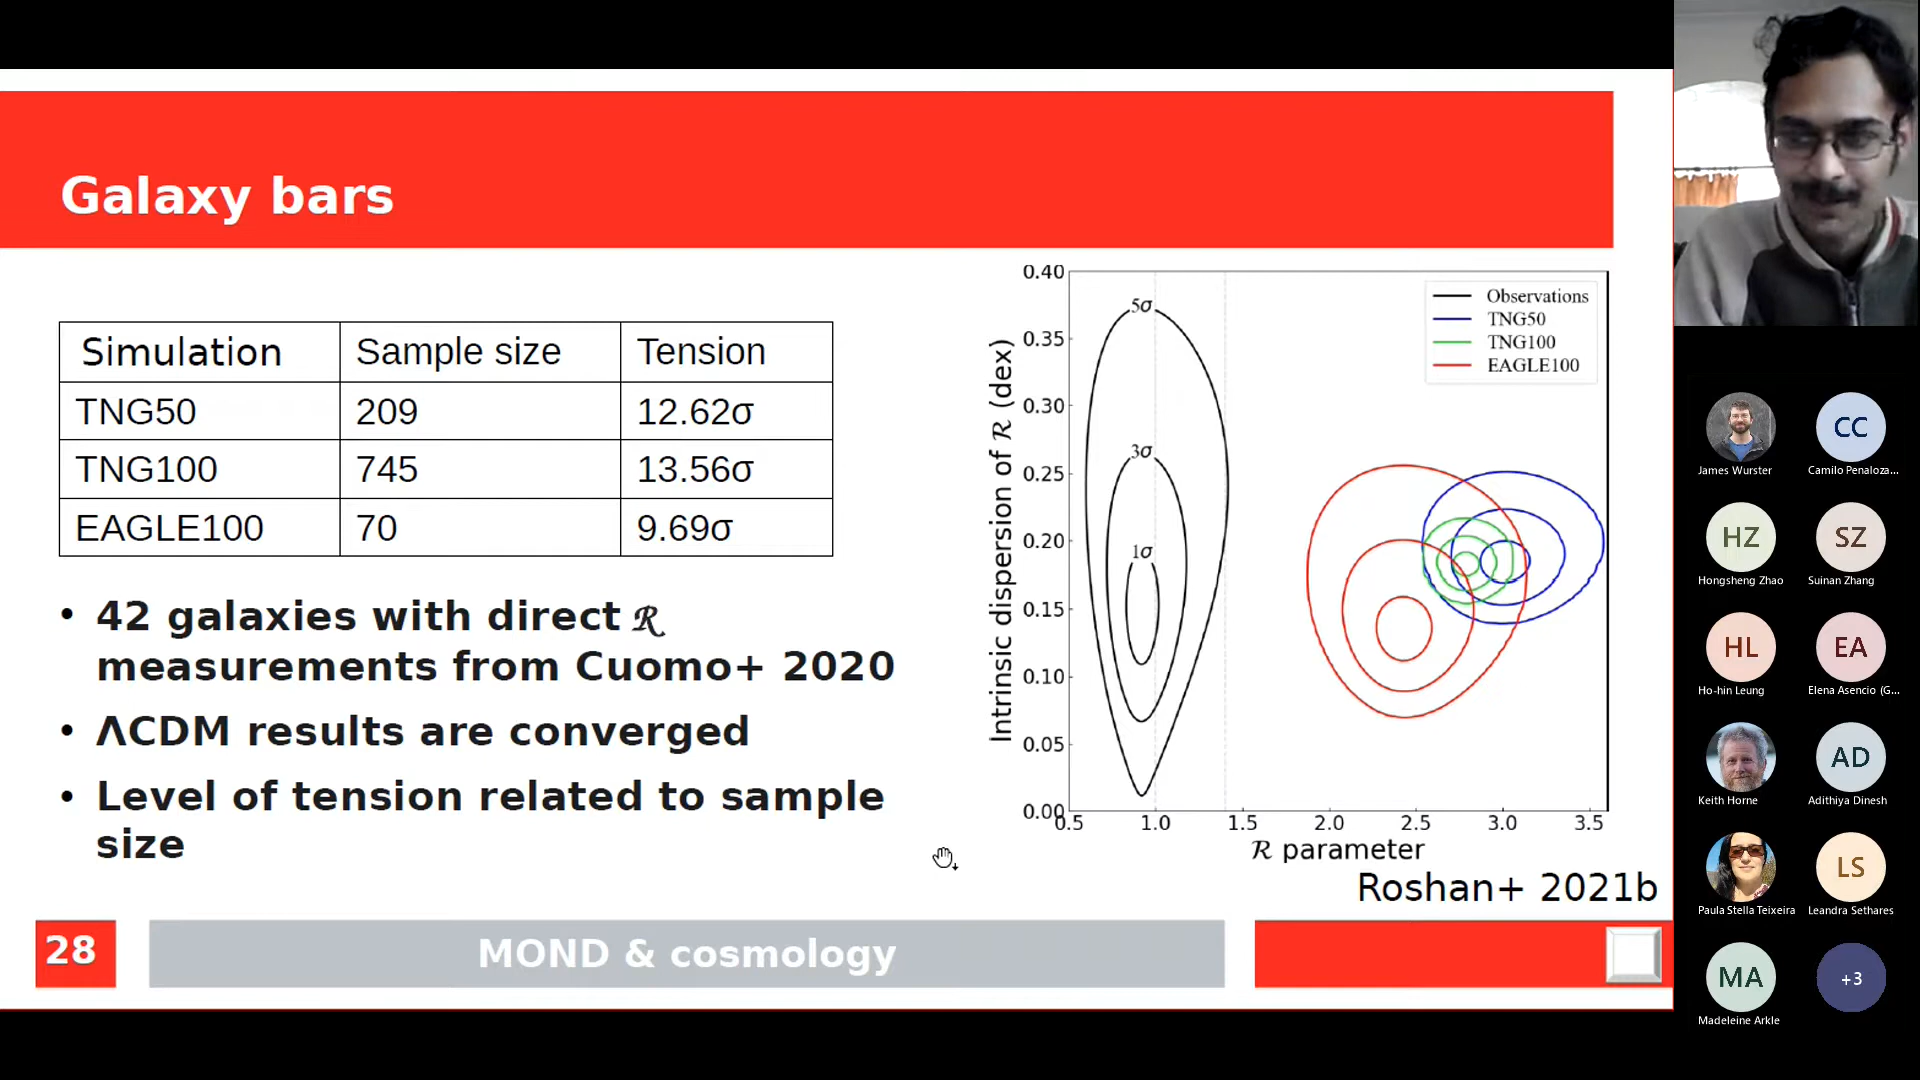 Galaxy bars
Simulation Sample size Tension
TNG50 209 12.62σ
TNG100 745 13.56σ
EAGLE100 70 9.69σ
• 42 galaxies with direct ℛ
measurements from Cuomo+ 2020
• ΛCDM results are converged
• Level of tension related to sample
size
Intrinsic dispersion of ℛ (dex)
0.40
0.35
0.30
0.25
0.20
0.15
0.10
0.05
0.00
5σ
3σ
1σ
Observations
TNG50
TNG100
EAGLE100
0.5 1.0 1.5 2.0 2.5 3.0 3.5
ℛ parameter
Roshan+ 2021b
28
MOND & cosmology
James Wurster
CC
Camilo Penaloza...
HZ
Hongsheng Zhao
SZ
Suinan Zhang
HL
Ho-hin Leung
EA
Elena Asencio (G...
Keith Horne
AD
Adithiya Dinesh
Paula Stella Teixeira
LS
Leandra Sethares
MA
Madeleine Arkle
+3